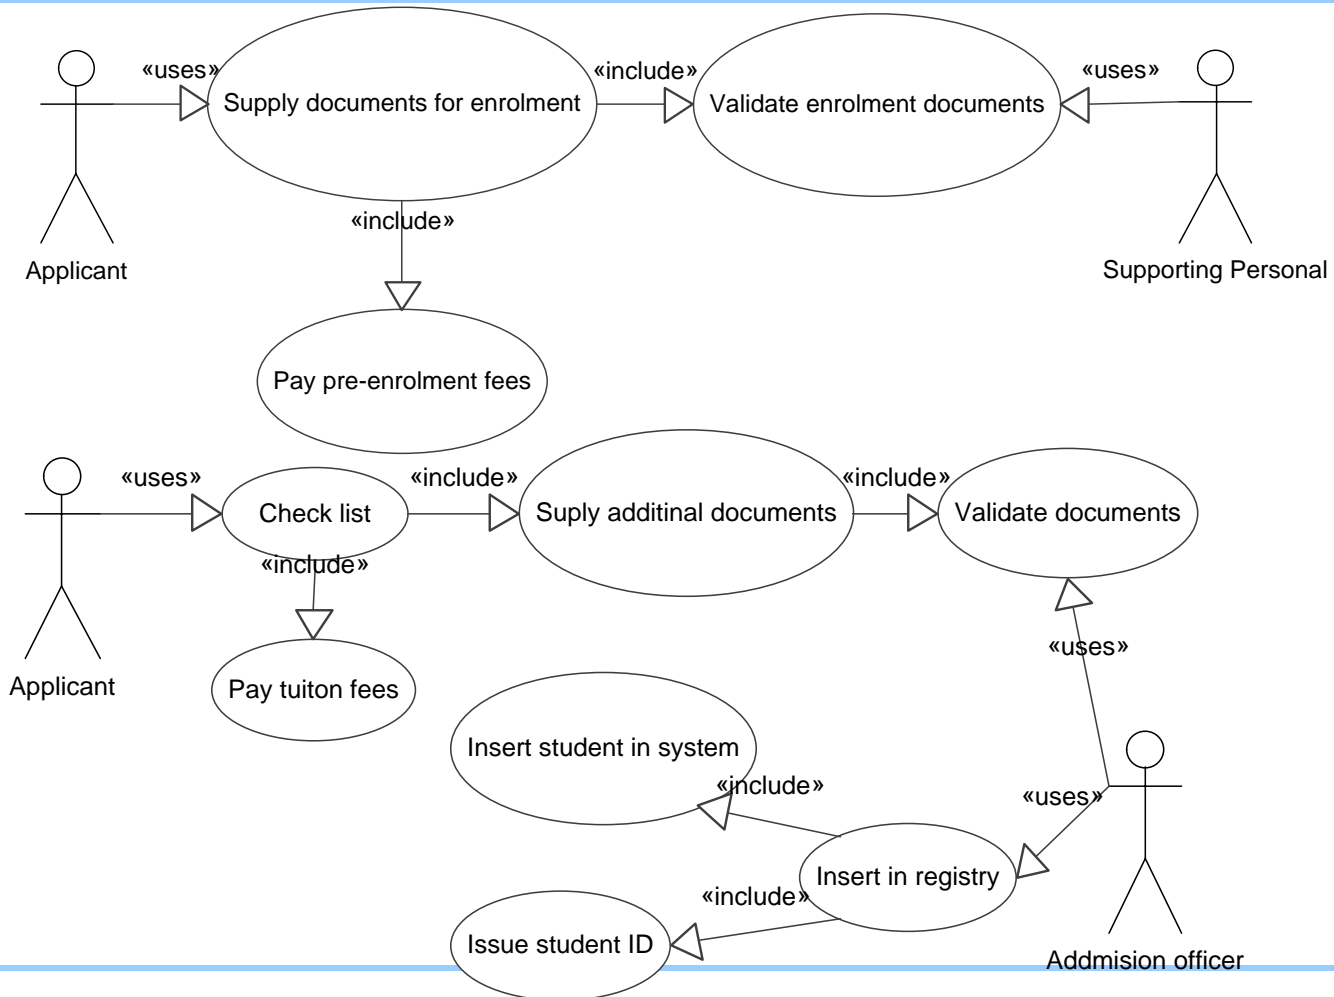 «uses»
«include»
«uses»
Supply documents for enrolment
Validate enrolment documents
«include»
Applicant
Supporting Personal
Pay pre-enrolment fees
«uses»
«include»
«include»
Check list
Suply additinal documents
Validate documents
«include»
«uses»
Applicant
Pay tuiton fees
Insert student in system
«include»
«uses»
Insert in registry
«include»
Issue student ID
Addmision officer